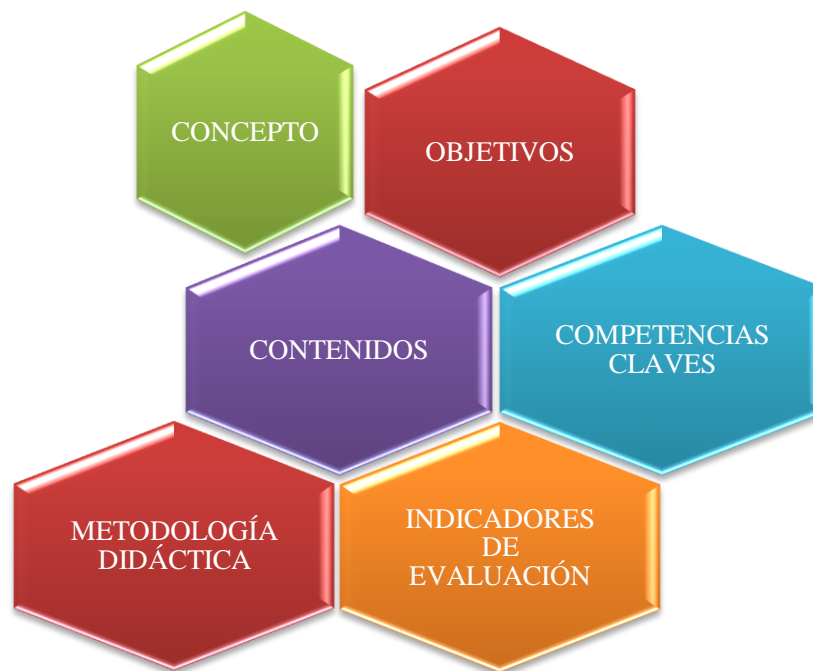 CONCEPTO
OBJETIVOS
CONTENIDOS
COMPETENCIAS
CLAVES
METODOLOGÍA
DIDÁCTICA
INDICADORES
DE
EVALUACIÓN